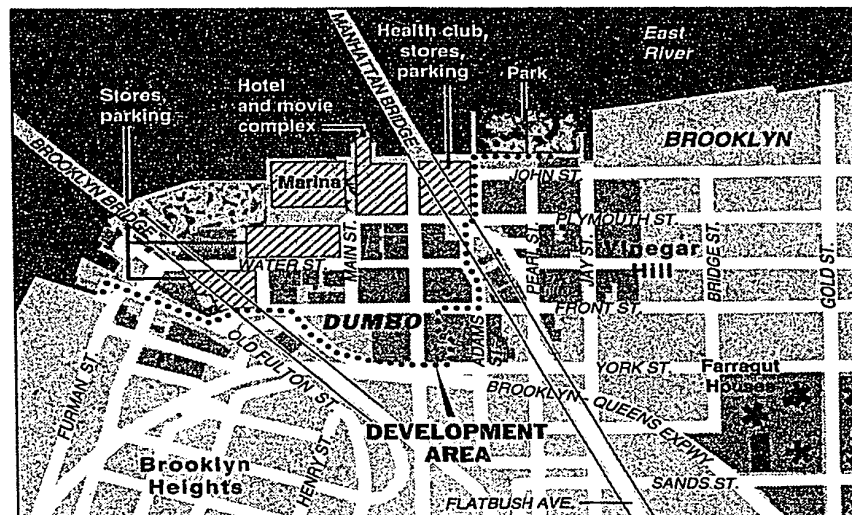 East
River
Health club,
stores,
parking
Park
Hotel
and movie
complex
Stores,
parking
MANHATTAN BRIDGE
BROOKLYN BRIDGE
BROOKLYN
Marina
JOHN ST.
PLYMOUTH ST.
MAIN ST.
WATER ST.
PEARL ST.
JAY ST.
Vinegar
Hill
BRIDGE ST.
GOLD ST.
FRONT ST.
DUMBO
ADAMS
ST.
OLD FULTON ST.
FURMAN ST.
YORK ST.
Farragut
Houses
BROOKLYN-QUEENS EXPWY.
DEVELOPMENT
AREA
Brooklyn
Heights
HENRY ST.
SANDS ST.
FLATBUSH AVE.